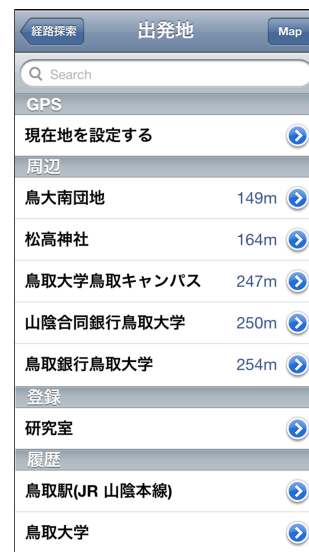 経路探索 出発地 Map
Search
GPS
現在地を設定する
周辺
鳥大南団地 149m
松高神社 164m
鳥取大学鳥取キャンパス 247m
山陰合同銀行鳥取大学 250m
鳥取銀行鳥取大学 254m
登録
研究室
履歴
鳥取駅(JR 山陰本線)
鳥取大学